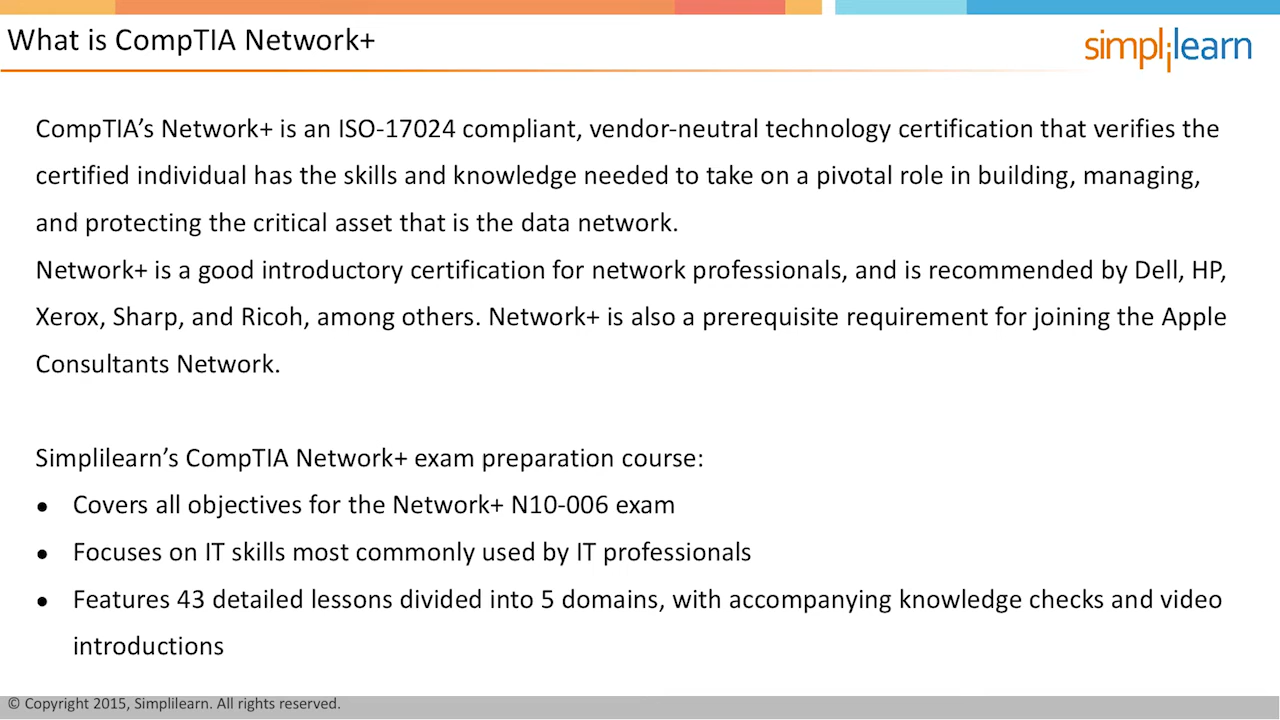 What is CompTIA Network+
simplilearn
CompTIA’s Network+ is an ISO-17024 compliant, vendor-neutral technology certification that verifies the
certified individual has the skills and knowledge needed to take on a pivotal role in building, managing,
and protecting the critical asset that is the data network.
Network+ is a good introductory certification for network professionals, and is recommended by Dell, HP,
Xerox, Sharp, and Ricoh, among others. Network+ is also a prerequisite requirement for joining the Apple
Consultants Network.
Simplilearn’s CompTIA Network+ exam preparation course:
● Covers all objectives for the Network+ N10-006 exam
● Focuses on IT skills most commonly used by IT professionals
● Features 43 detailed lessons divided into 5 domains, with accompanying knowledge checks and video
introductions
© Copyright 2015, Simplilearn. All rights reserved.